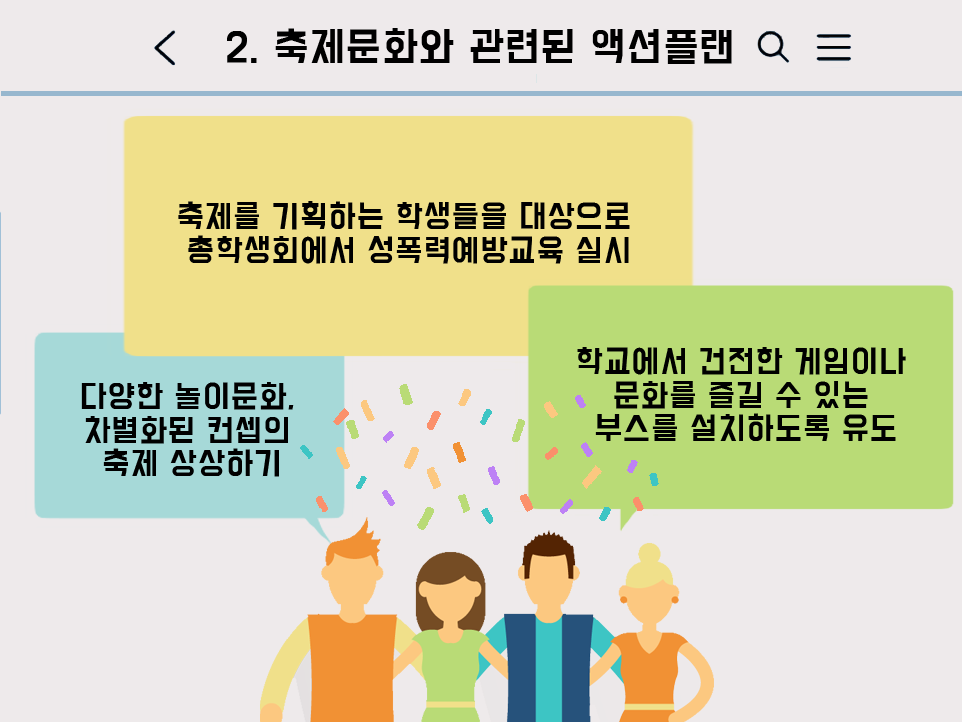 2. 축제문화와 관련된 액션플랜
축제를 기획하는 학생들을 대상으로
총학생회에서 성폭력예방교육 실시
다양한 놀이문화,
차별화된 컨셉의
축제 상상하기
학교에서 건전한 게임이나
문화를 즐길 수 있는
부스를 설치하도록 유도